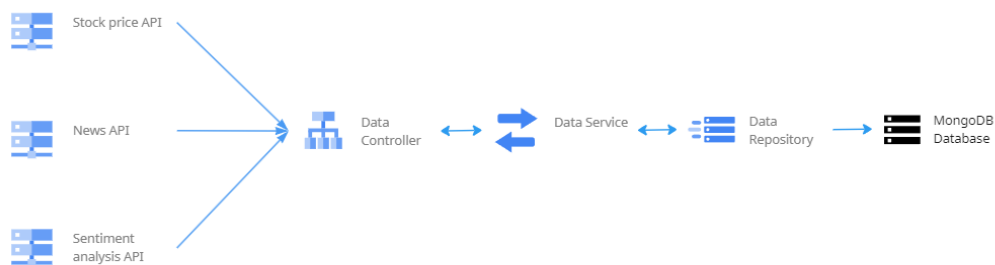 Stock price API
News API
Sentiment
analysis API
Data
Controller
Data Service
Data
Repository
MongoDB
Database